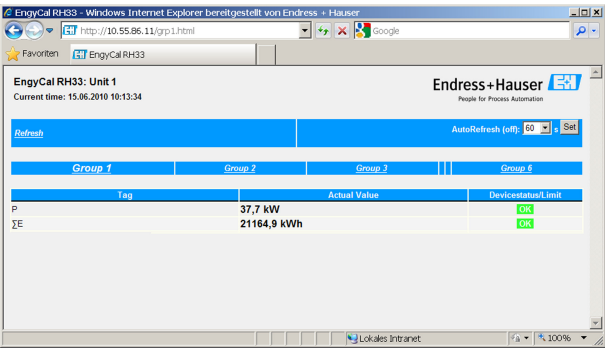 EngyCal RH33 - Windows Internet Explorer bereitgestellt von Endress + Hauser
http://10.55.86.11/grp1.html
Google
Favoriten
EngyCal RH33
EngyCal RH33: Unit 1
Current time: 15.06.2010 10:13:34
Endress+Hauser EH
People for Process Automation
Refresh
AutoRefresh (off): 60 s Set
Group 1 Group 2 Group 3 Group 6
Tag Actual Value Devicestatus/Limit
P 37,7 kW OK
∑E 21164,9 kWh OK
Lokales Intranet 100%